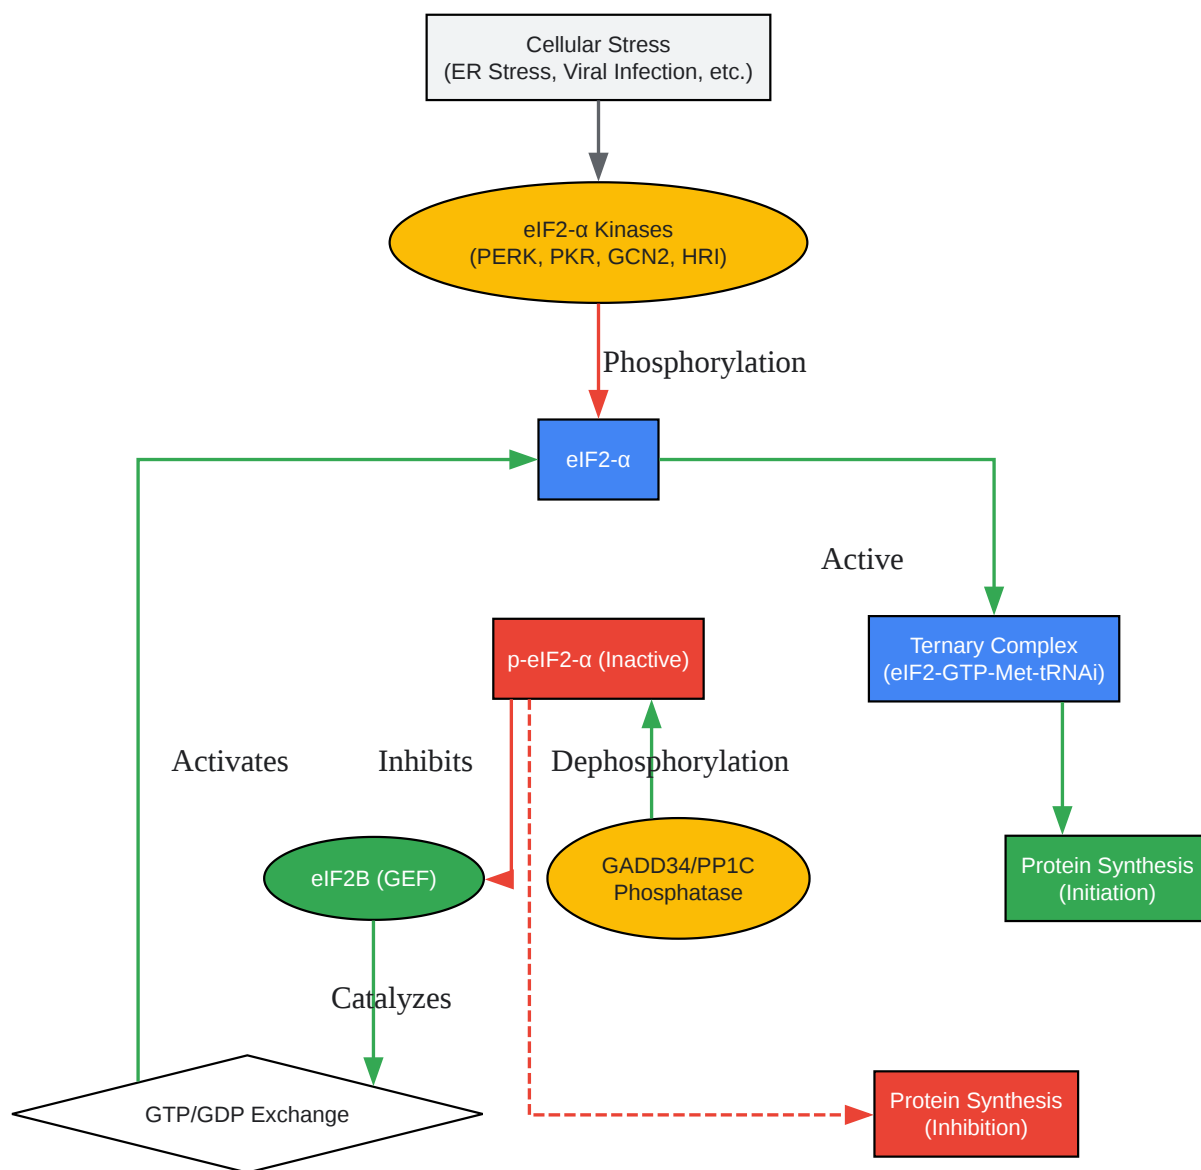 Cellular Stress
(ER Stress, Viral Infection, etc.)
eIF2-α Kinases
(PERK, PKR, GCN2, HRI)
Phosphorylation
eIF2-α
Active
p-eIF2-α (Inactive)
Ternary Complex
(eIF2-GTP-Met-tRNAi)
Activates
Inhibits
Dephosphorylation
eIF2B (GEF)
GADD34/PP1C
Phosphatase
Protein Synthesis
(Initiation)
Catalyzes
GTP/GDP Exchange
Protein Synthesis
(Inhibition)